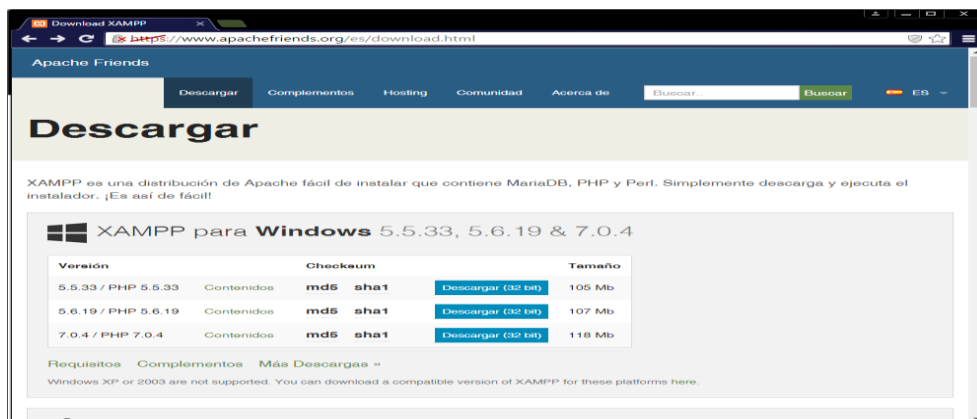 Download XAMPP
https://www.apachefriends.org/es/download.html
Apache Friends
Descargar Complementos Hosting Comunidad Acerca de Buscar.. Buscar ES
Descargar
XAMPP es una distribución de Apache fácil de instalar que contiene MariaDB, PHP y Perl. Simplemente descarga y ejecuta el
instalador. ¡Es así de fácil!
XAMPP para Windows 5.5.33, 5.6.19 & 7.0.4
Versión Checksum Tamaño
5.5.33 / PHP 5.5.33 Contenidos md5 sha1 Descargar (32 bit) 105 Mb
5.6.19 / PHP 5.6.19 Contenidos md5 sha1 Descargar (32 bit) 107 Mb
7.0.4 / PHP 7.0.4 Contenidos md5 sha1 Descargar (32 bit) 118 Mb
Requisitos Complementos Más Descargas »
Windows XP or 2003 are not supported. You can download a compatible version of XAMPP for these platforms here.